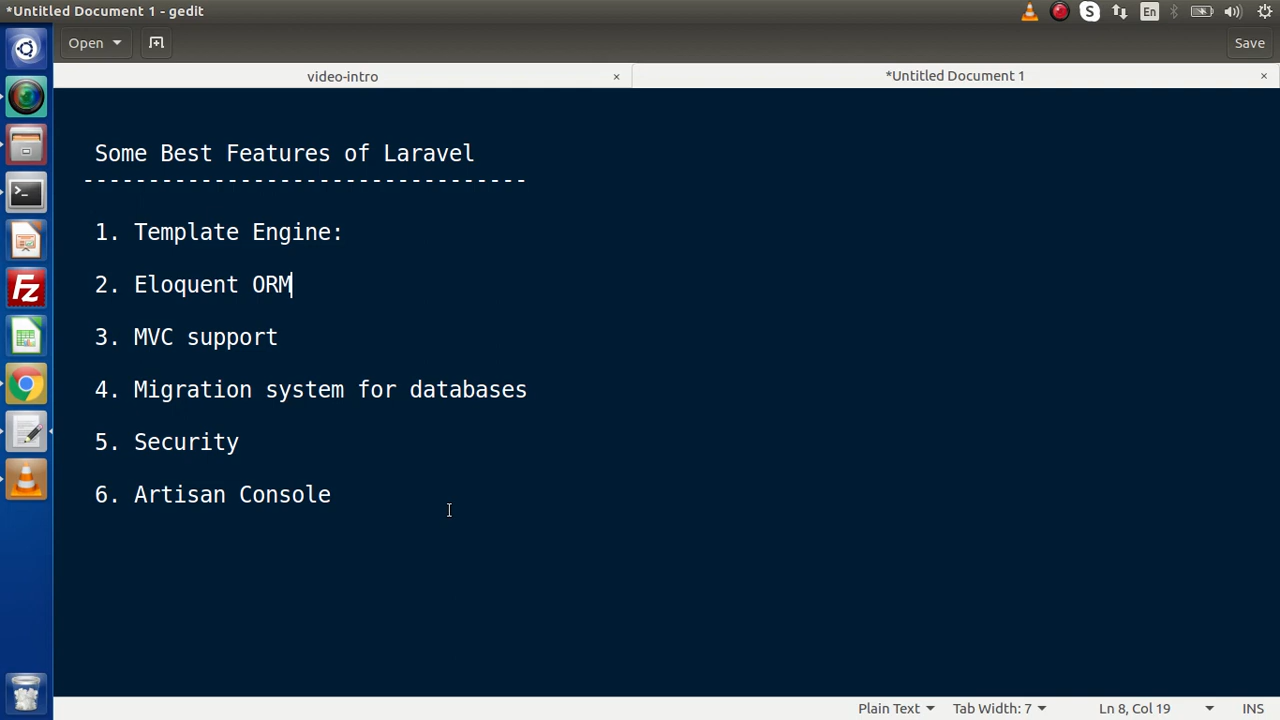 *Untitled Document 1 - gedit
S
En
Open
Save
video-intro ×
*Untitled Document 1 ×
Some Best Features of Laravel
----------------------------------
1. Template Engine:
2. Eloquent ORM
3. MVC support
4. Migration system for databases
5. Security
6. Artisan Console
>_
Fz
Plain Text
Tab Width: 7
Ln 8, Col 19
INS